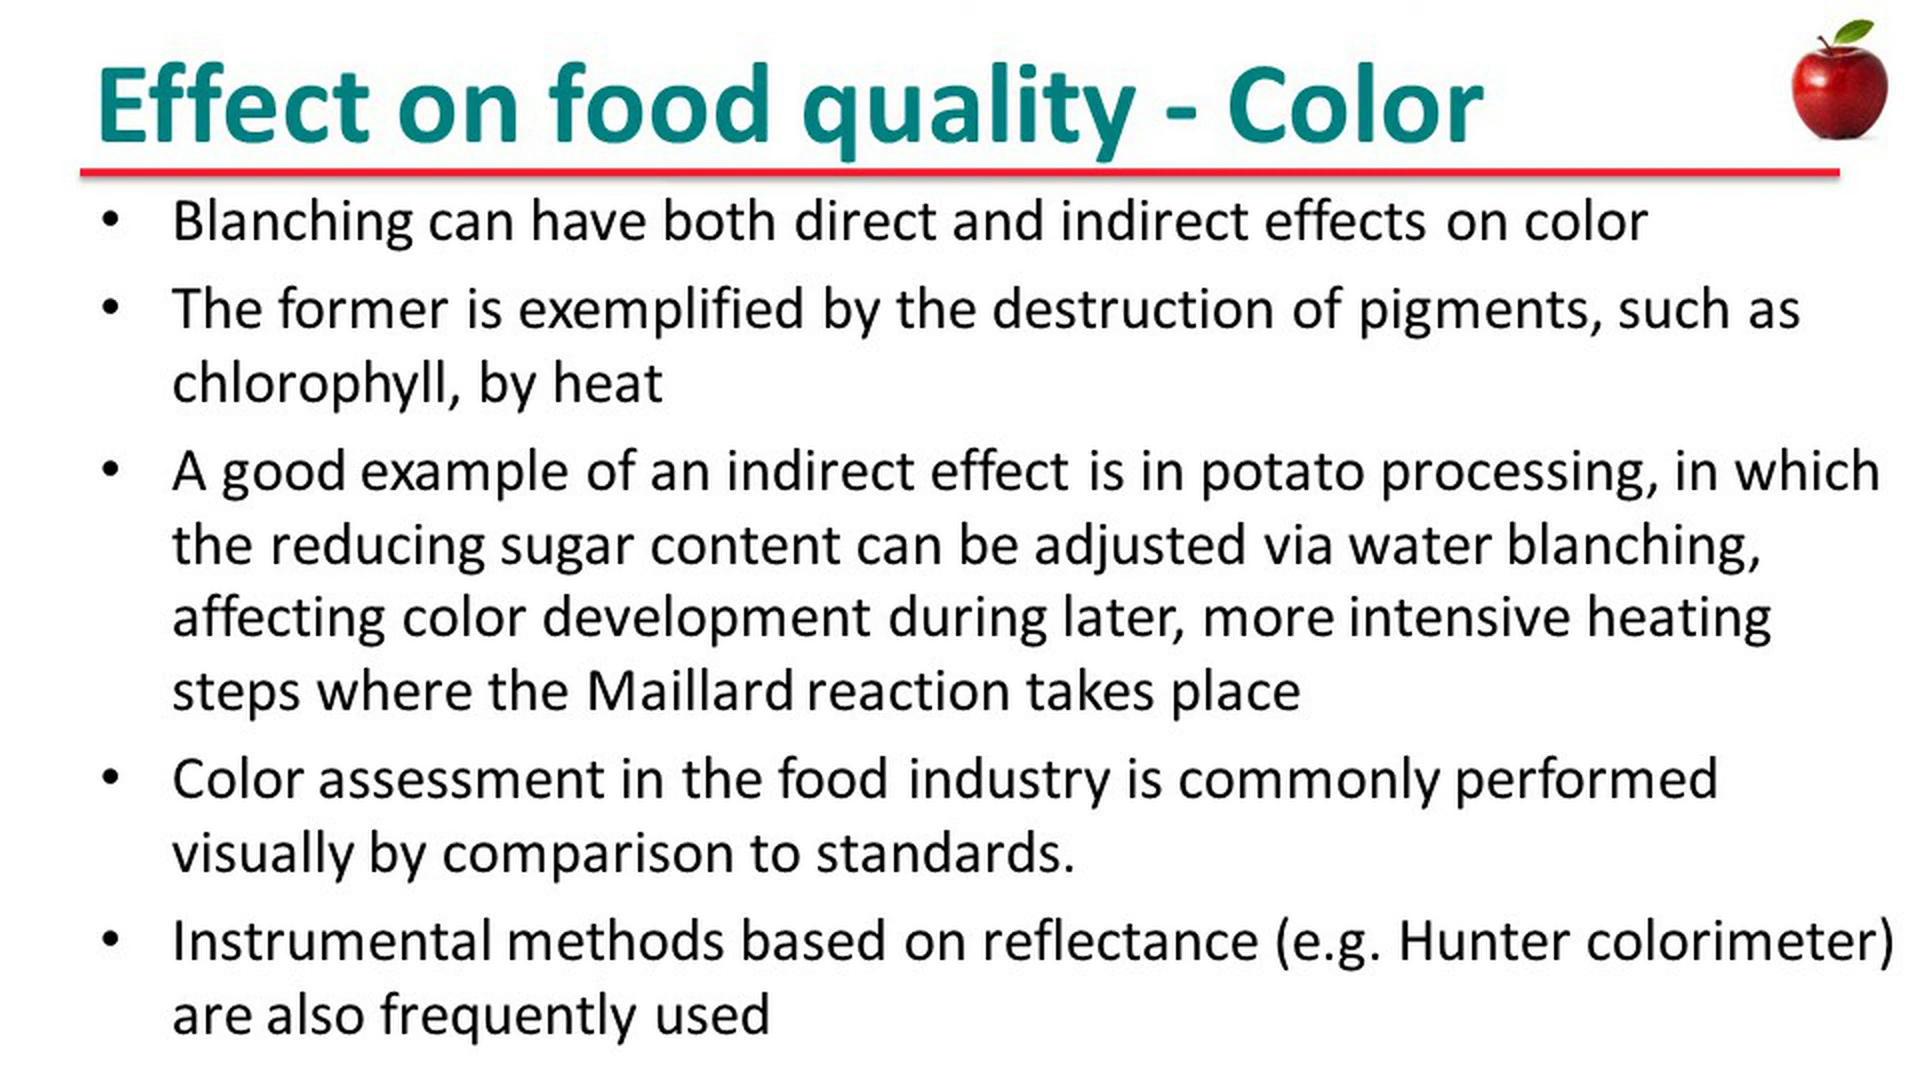 Effect on food quality - Color
• Blanching can have both direct and indirect effects on color
• The former is exemplified by the destruction of pigments, such as
chlorophyll, by heat
• A good example of an indirect effect is in potato processing, in which
the reducing sugar content can be adjusted via water blanching,
affecting color development during later, more intensive heating
steps where the Maillard reaction takes place
• Color assessment in the food industry is commonly performed
visually by comparison to standards.
• Instrumental methods based on reflectance (e.g. Hunter colorimeter)
are also frequently used